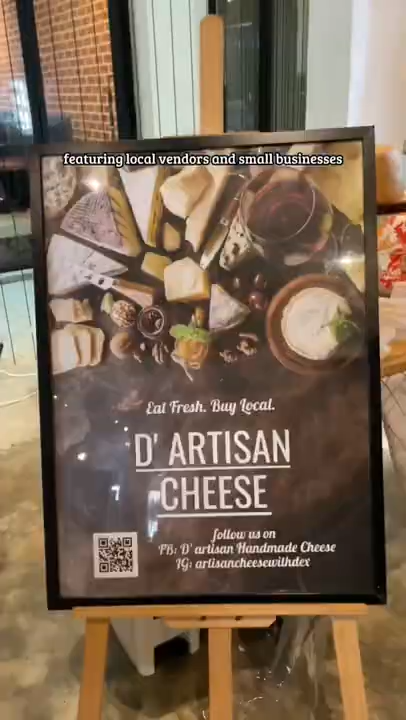 featuring local vendors and small businesses
Eat Fresh. Buy Local.
D' ARTISAN
CHEESE
follow us on
FB: D' artisan Handmade Cheese
IG: artisancheesewithdex